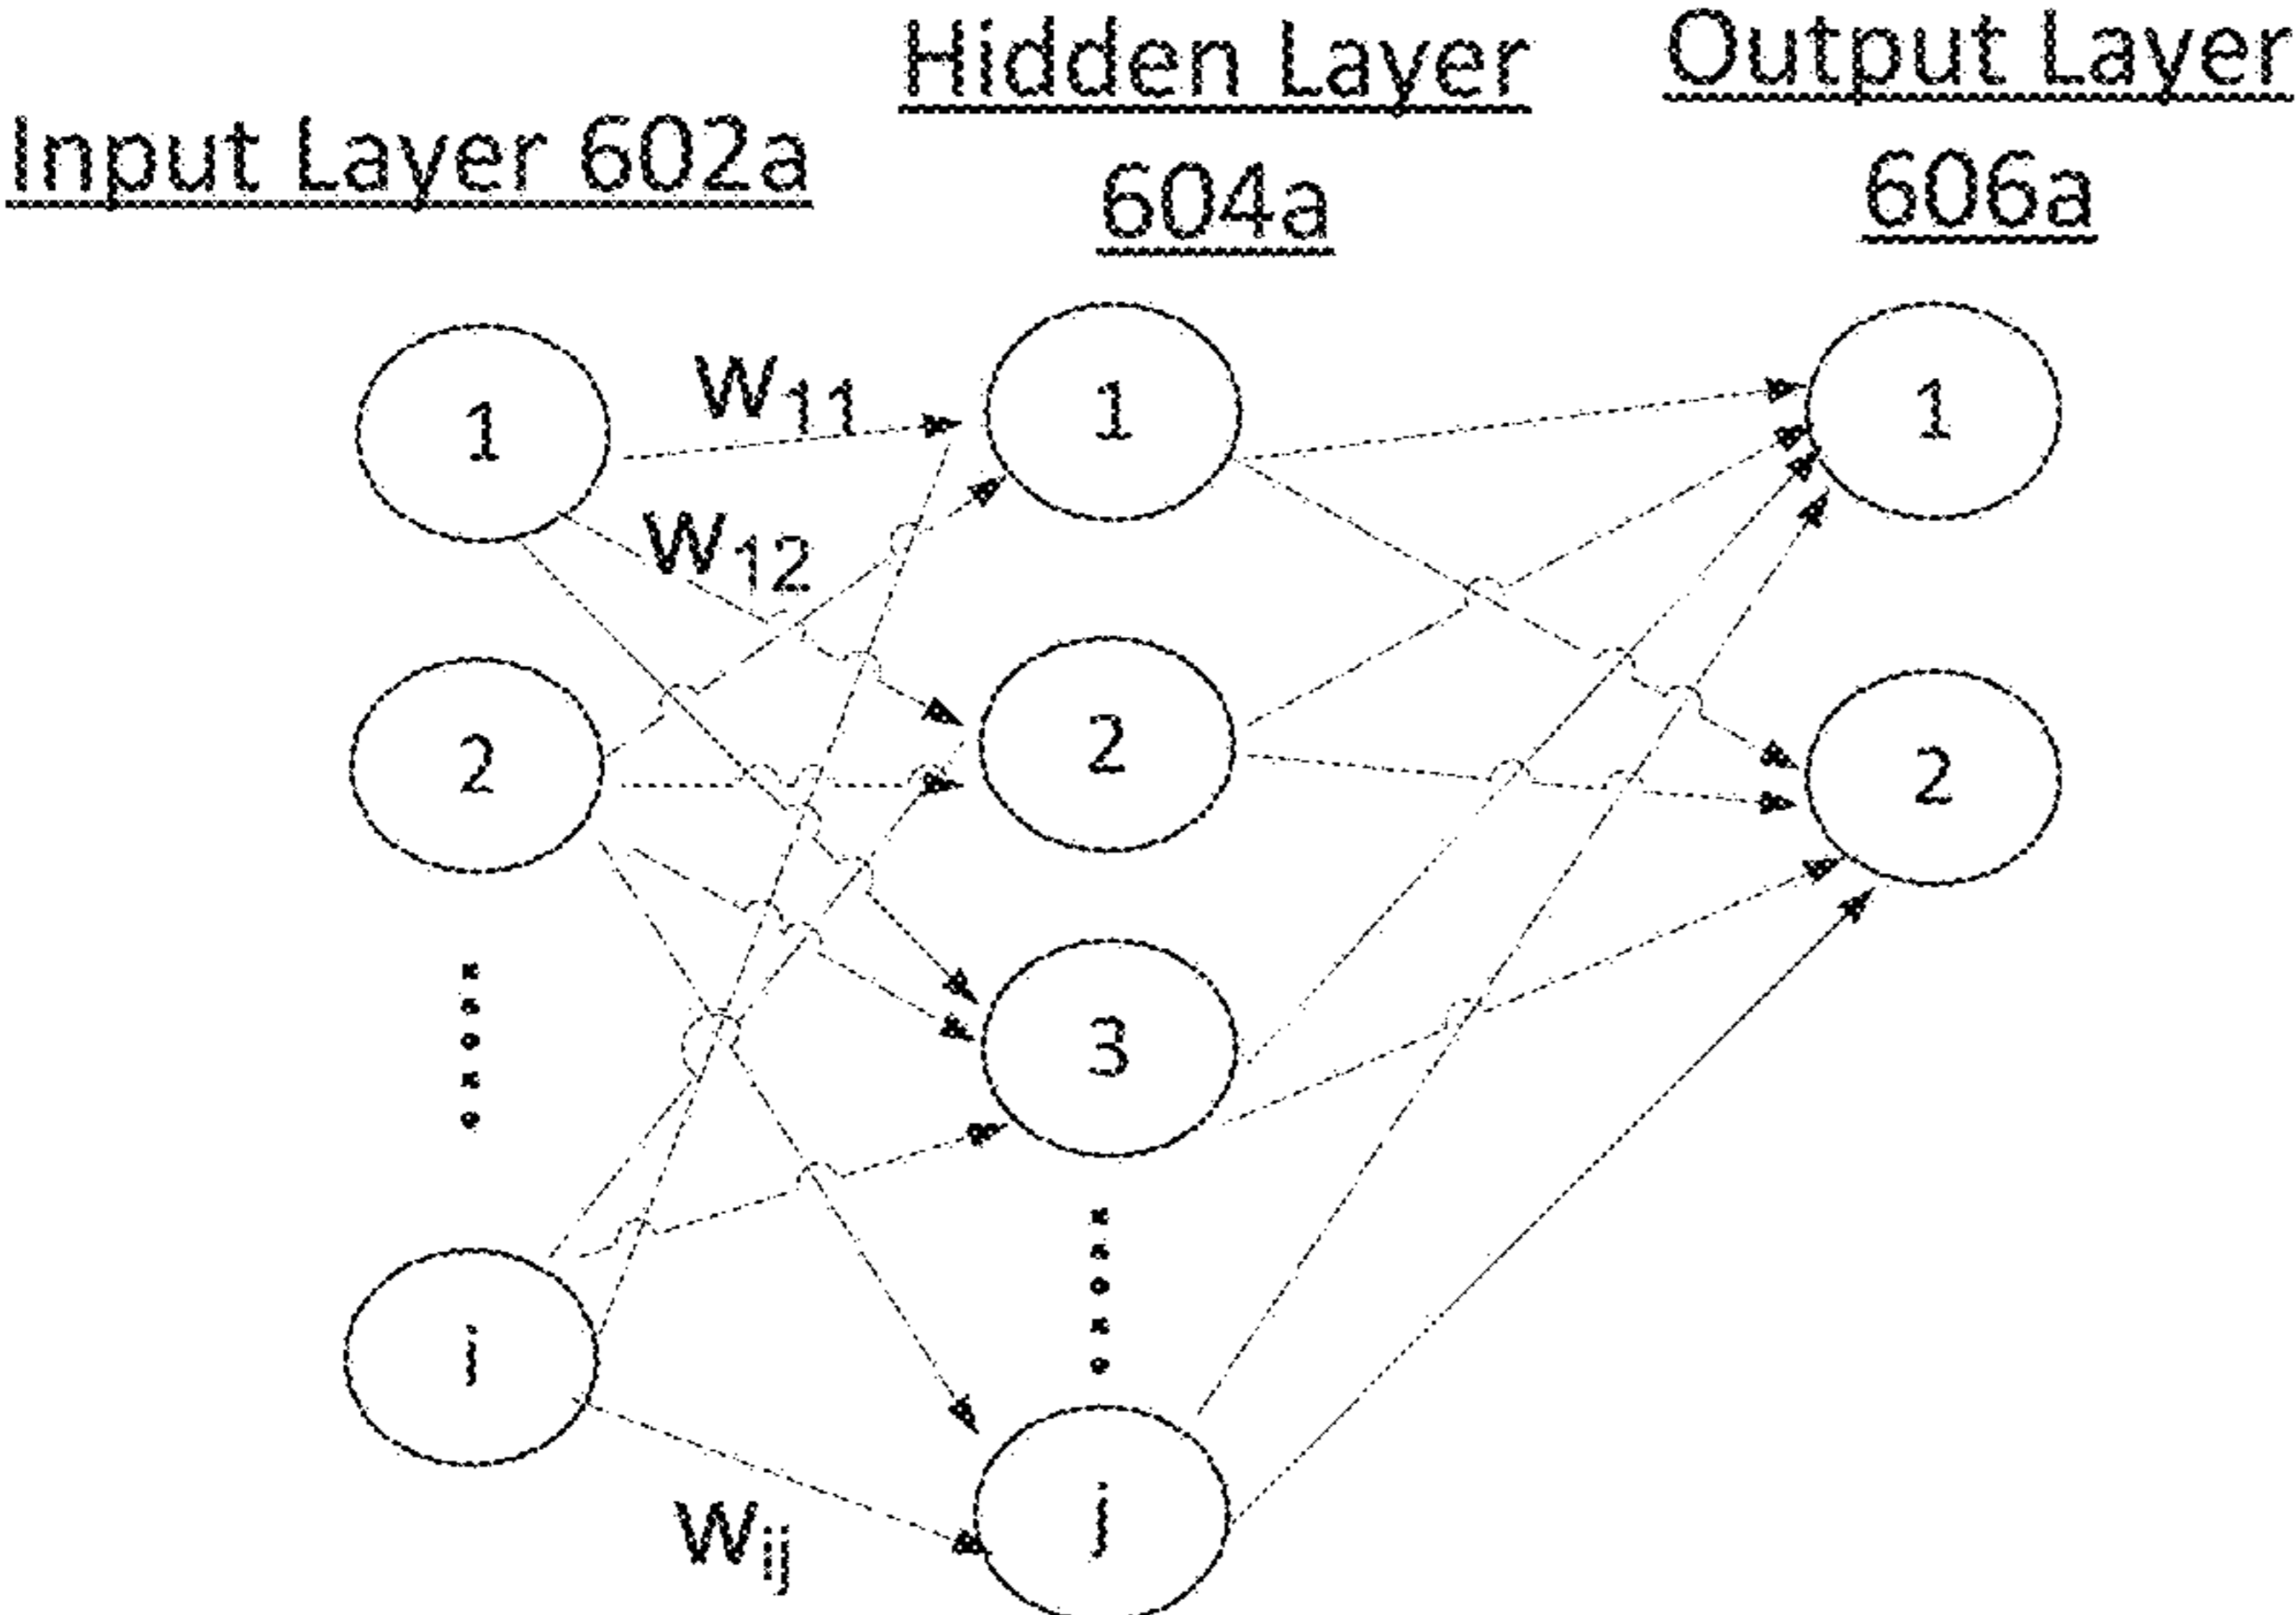 Input Layer 602a
Hidden Layer
604a
Output Layer
606a
1
W11
1
1
W12
2
2
2
3
i
j
Wij